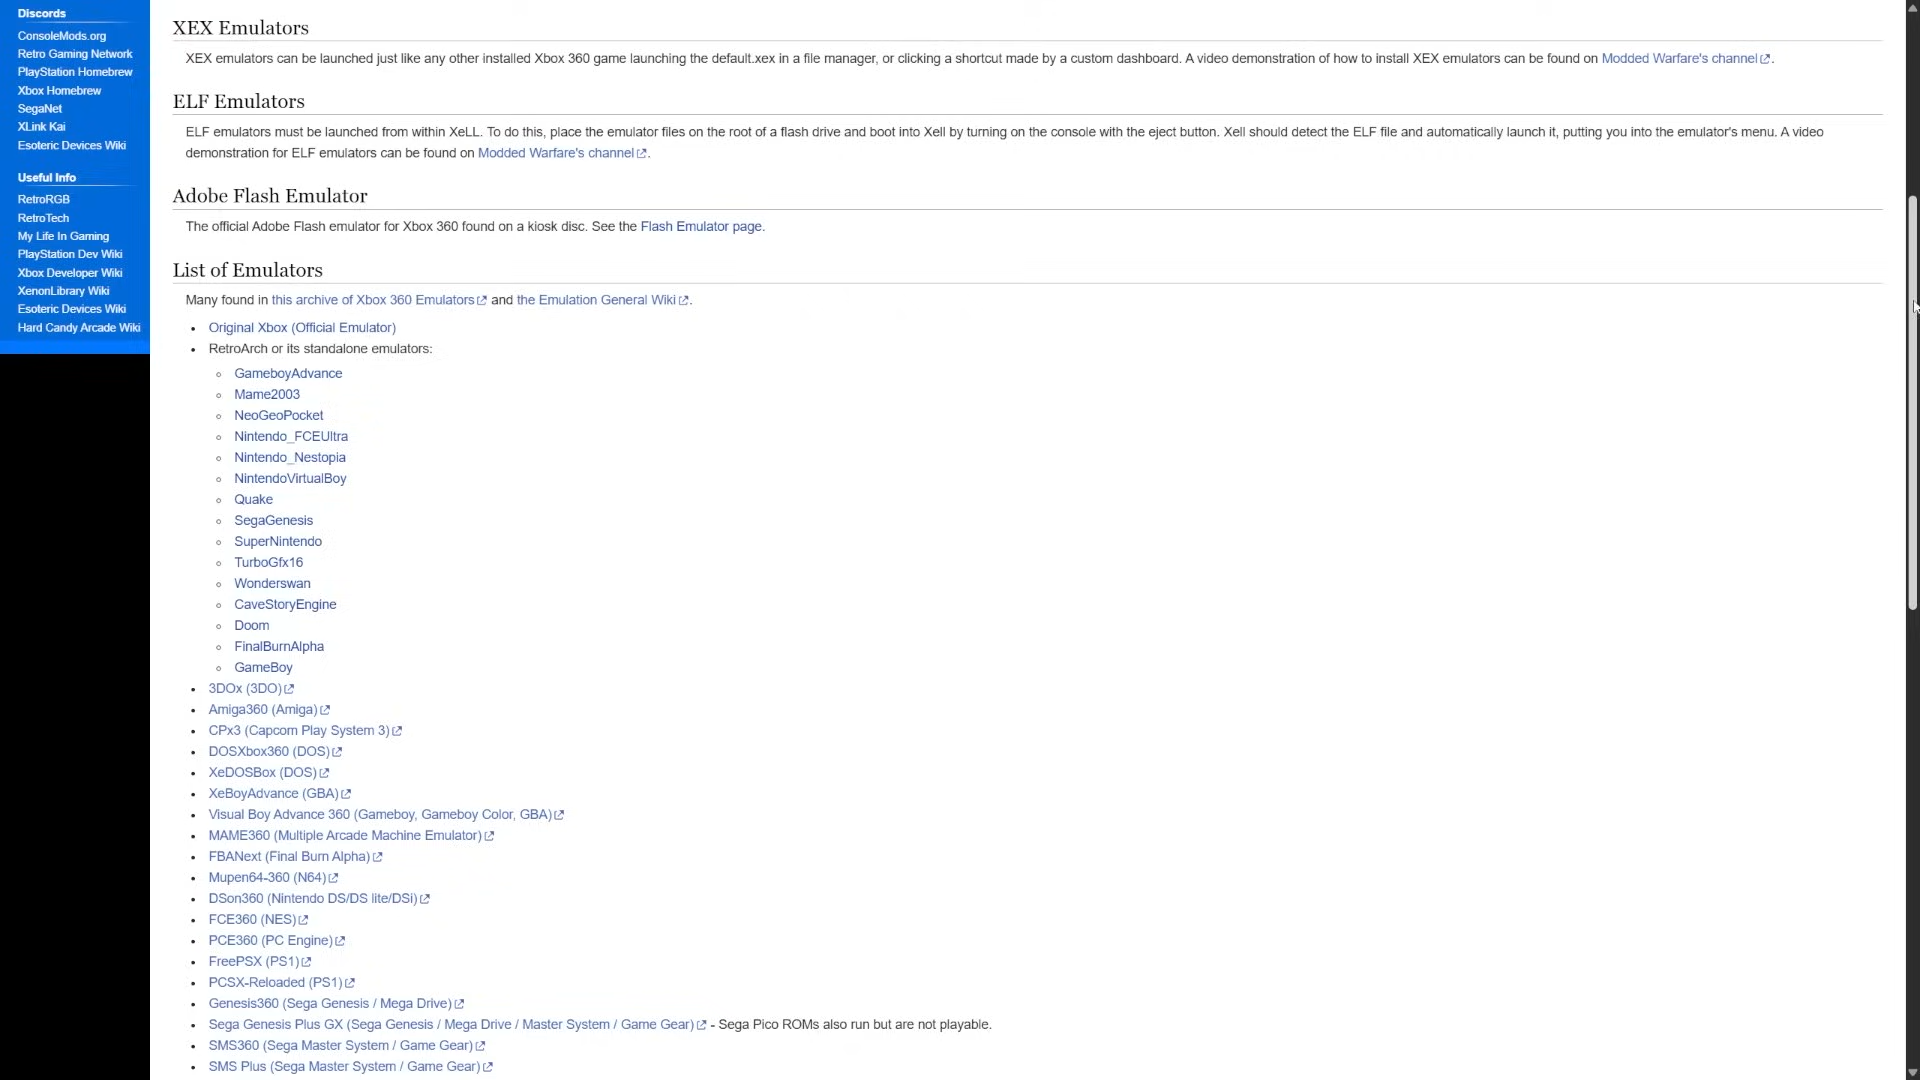 Discords
ConsoleMods.org
Retro Gaming Network
PlayStation Homebrew
Xbox Homebrew
SegaNet
XLink Kai
Esoteric Devices Wiki
Useful Info
RetroRGB
RetroTech
My Life In Gaming
PlayStation Dev Wiki
Xbox Developer Wiki
XenonLibrary Wiki
Esoteric Devices Wiki
Hard Candy Arcade Wiki
XEX Emulators
XEX emulators can be launched just like any other installed Xbox 360 game launching the default.xex in a file manager, or clicking a shortcut made by a custom dashboard. A video demonstration of how to install XEX emulators can be found on Modded Warfare's channel.
ELF Emulators
ELF emulators must be launched from within XeLL. To do this, place the emulator files on the root of a flash drive and boot into Xell by turning on the console with the eject button. Xell should detect the ELF file and automatically launch it, putting you into the emulator's menu. A video
demonstration for ELF emulators can be found on Modded Warfare's channel.
Adobe Flash Emulator
The official Adobe Flash emulator for Xbox 360 found on a kiosk disc. See the Flash Emulator page.
List of Emulators
Many found in this archive of Xbox 360 Emulators and the Emulation General Wiki.
Original Xbox (Official Emulator)
RetroArch or its standalone emulators:
GameboyAdvance
Mame2003
NeoGeoPocket
Nintendo_FCEUltra
Nintendo_Nestopia
NintendoVirtualBoy
Quake
SegaGenesis
SuperNintendo
TurboGfx16
Wonderswan
CaveStoryEngine
Doom
FinalBurnAlpha
GameBoy
3DOx (3DO)
Amiga360 (Amiga)
CPx3 (Capcom Play System 3)
DOSXbox360 (DOS)
XeDOSBox (DOS)
XeBoyAdvance (GBA)
Visual Boy Advance 360 (Gameboy, Gameboy Color, GBA)
MAME360 (Multiple Arcade Machine Emulator)
FBANext (Final Burn Alpha)
Mupen64-360 (N64)
DSon360 (Nintendo DS/DS lite/DSi)
FCE360 (NES)
PCE360 (PC Engine)
FreePSX (PS1)
PCSX-Reloaded (PS1)
Genesis360 (Sega Genesis / Mega Drive)
Sega Genesis Plus GX (Sega Genesis / Mega Drive / Master System / Game Gear) - Sega Pico ROMs also run but are not playable.
SMS360 (Sega Master System / Game Gear)
SMS Plus (Sega Master System / Game Gear)